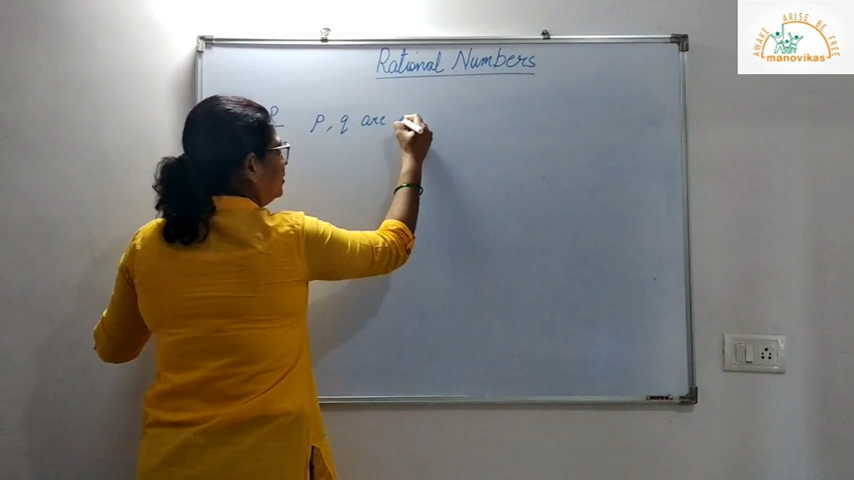 AWAKE ARISE BE FREE
manovikas
Rational Numbers
P p, q are